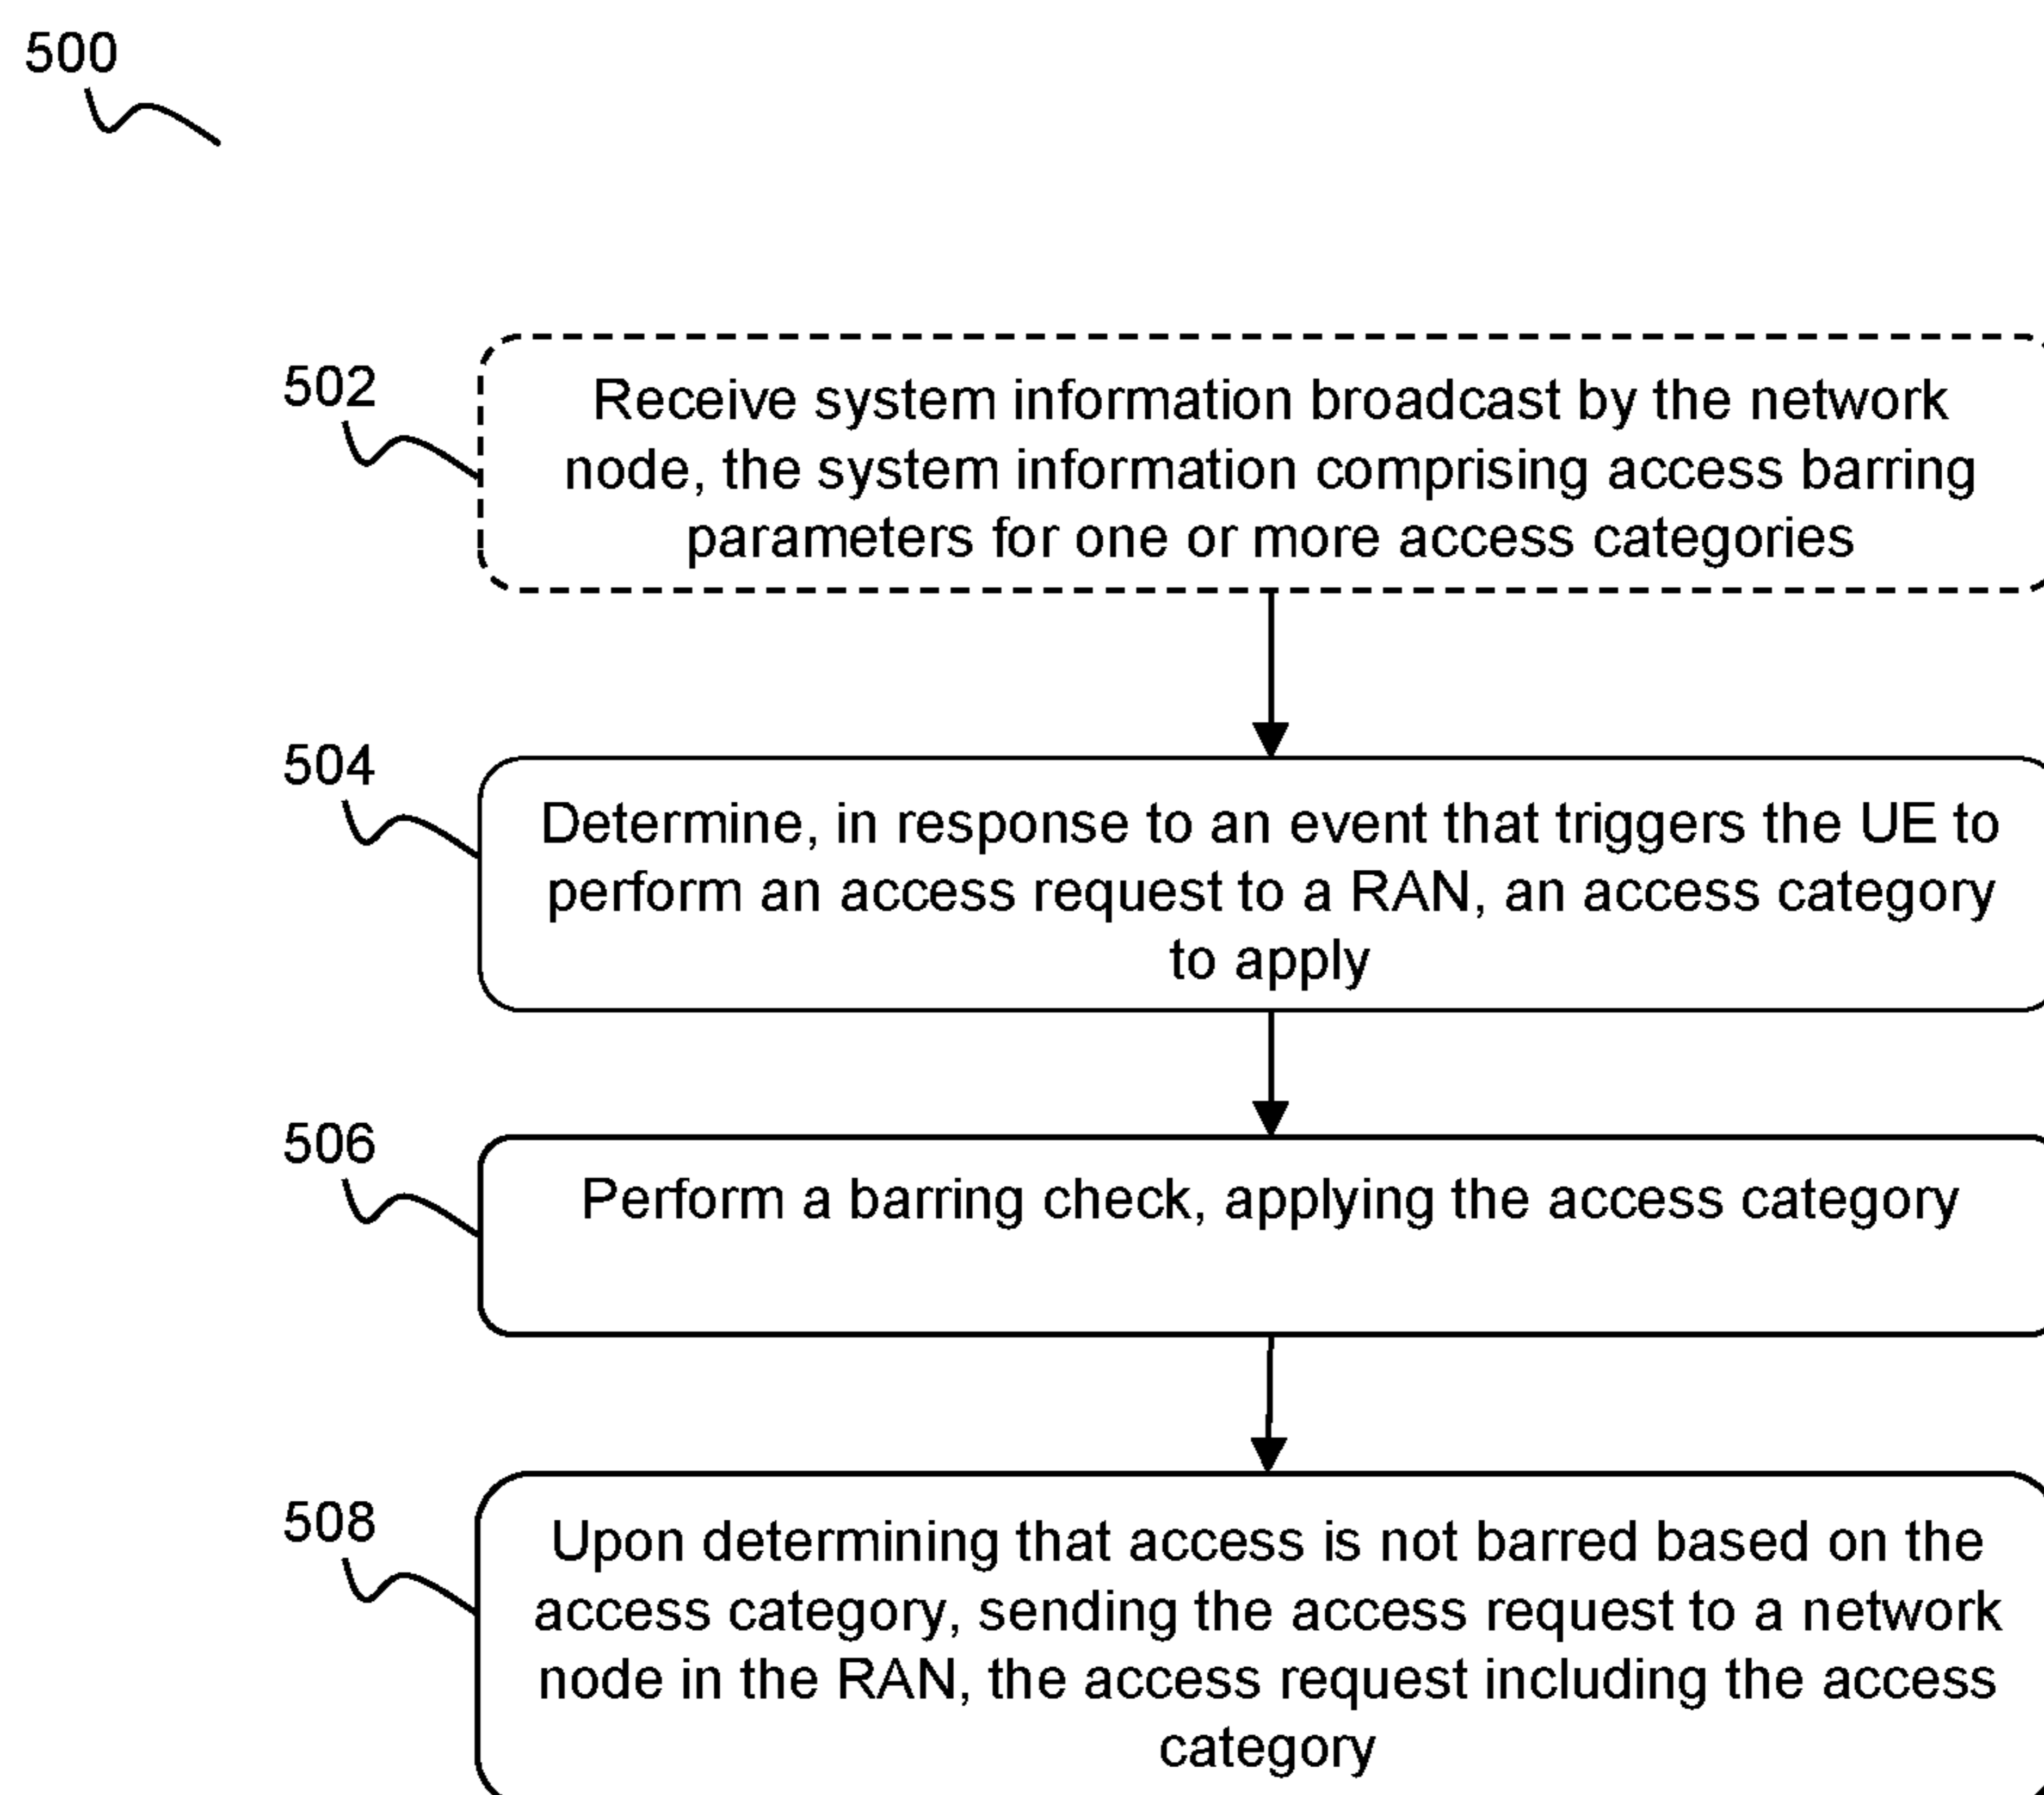 500
502
Receive system information broadcast by the network
node, the system information comprising access barring
parameters for one or more access categories
504
Determine, in response to an event that triggers the UE to
perform an access request to a RAN, an access category
to apply
506
Perform a barring check, applying the access category
508
Upon determining that access is not barred based on the
access category, sending the access request to a network
node in the RAN, the access request including the access
category